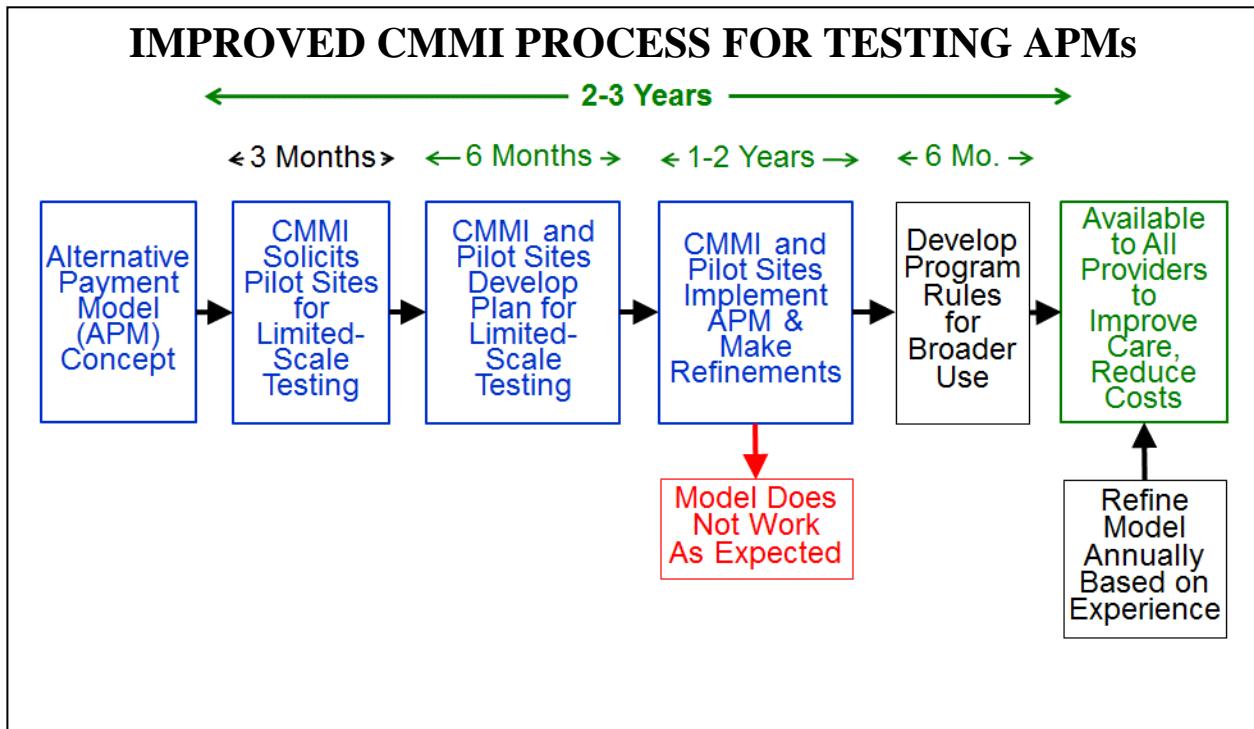 IMPROVED CMMI PROCESS FOR TESTING APMs
2-3 Years
3 Months
6 Months
1-2 Years
6 Mo.
Alternative
Payment
Model
(APM)
Concept
CMMI
Solicits
Pilot Sites
for
Limited-
Scale
Testing
CMMI and
Pilot Sites
Develop
Plan for
Limited-
Scale
Testing
CMMI and
Pilot Sites
Implement
APM &
Make
Refinements
Develop
Program
Rules
for
Broader
Use
Available
to All
Providers
to
Improve
Care,
Reduce
Costs
Model Does
Not Work
As Expected
Refine
Model
Annually
Based on
Experience